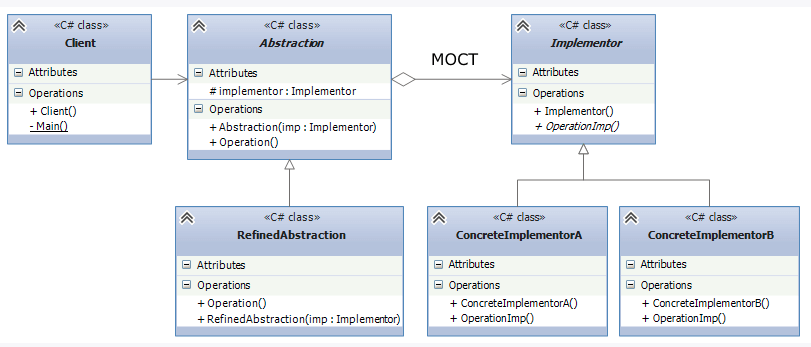 «C# class»
Client
Attributes
Operations
+ Client()
- Main()
«C# class»
Abstraction
Attributes
# implementor : Implementor
Operations
+ Abstraction(imp : Implementor)
+ Operation()
МОСТ
«C# class»
Implementor
Attributes
Operations
+ Implementor()
+ OperationImp()
«C# class»
RefinedAbstraction
Attributes
Operations
+ Operation()
+ RefinedAbstraction(imp : Implementor)
«C# class»
ConcreteImplementorA
Attributes
Operations
+ ConcreteImplementorA()
+ OperationImp()
«C# class»
ConcreteImplementorB
Attributes
Operations
+ ConcreteImplementorB()
+ OperationImp()